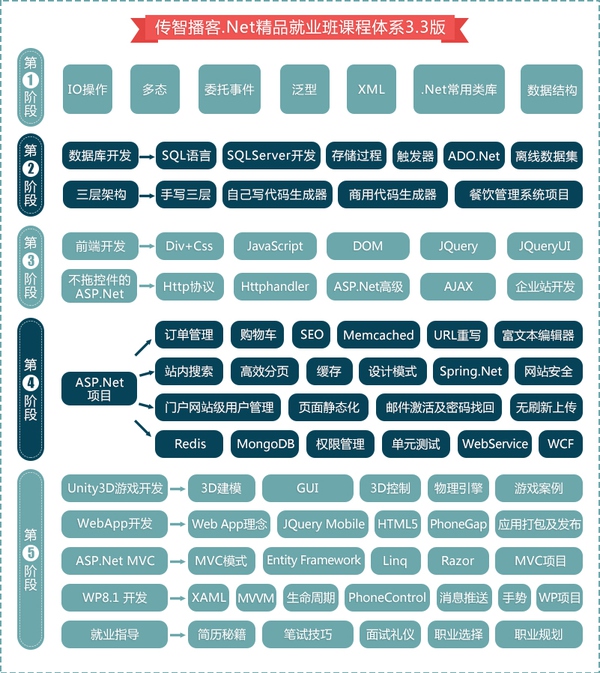 传智播客.Net精品就业班课程体系3.3版
第1阶段
IO操作 多态 委托事件 泛型 XML .Net常用类库 数据结构
第2阶段
数据库开发 SQL语言 SQLServer开发 存储过程 触发器 ADO.Net 离线数据集
三层架构 手写三层 自己写代码生成器 商用代码生成器 餐饮管理系统项目
第3阶段
前端开发 Div+Css JavaScript DOM JQuery JQueryUI
不拖控件的
ASP.Net
Http协议 Httphandler ASP.Net高级 AJAX 企业站开发
第4阶段
ASP.Net
项目
订单管理 购物车 SEO Memcached URL重写 富文本编辑器
站内搜索 高效分页 缓存 设计模式 Spring.Net 网站安全
门户网站级用户管理 页面静态化 邮件激活及密码找回 无刷新上传
Redis MongoDB 权限管理 单元测试 WebService WCF
第5阶段
Unity3D游戏开发 3D建模 GUI 3D控制 物理引擎 游戏案例
WebApp开发 Web App理念 JQuery Mobile HTML5 PhoneGap 应用打包及发布
ASP.Net MVC MVC模式 Entity Framework Linq Razor MVC项目
WP8.1 开发 XAML MVVM 生命周期 PhoneControl 消息推送 手势 WP项目
就业指导 简历秘籍 笔试技巧 面试礼仪 职业选择 职业规划